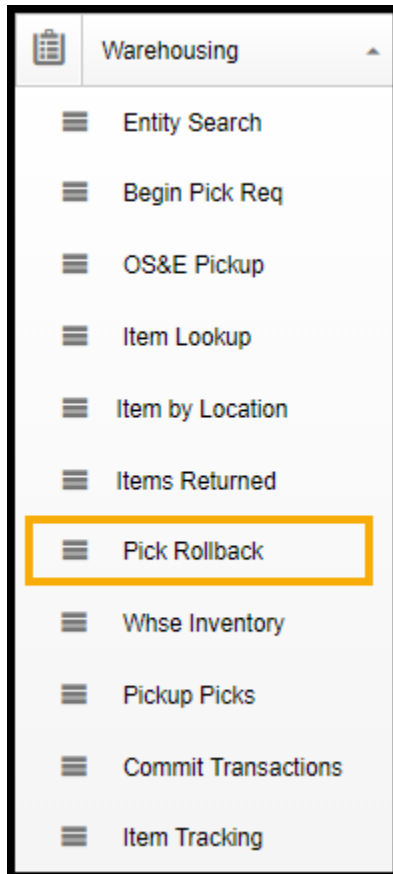 Warehousing
Entity Search
Begin Pick Req
OS&E Pickup
Item Lookup
Item by Location
Items Returned
Pick Rollback
Whse Inventory
Pickup Picks
Commit Transactions
Item Tracking